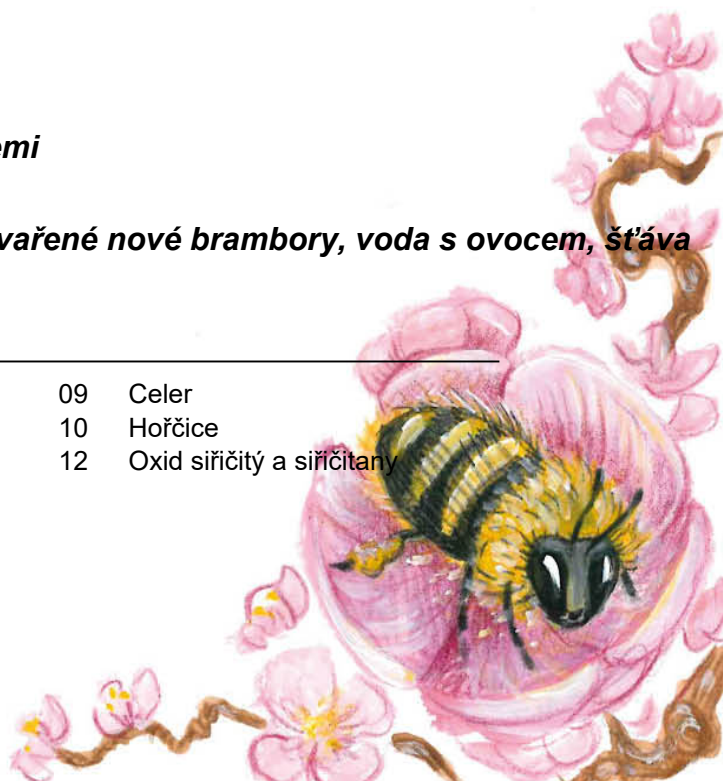 emi
vařené nové brambory, voda s ovocem, šťáva
09 Celer
10 Hořčice
12 Oxid siřičitý a siřičitany